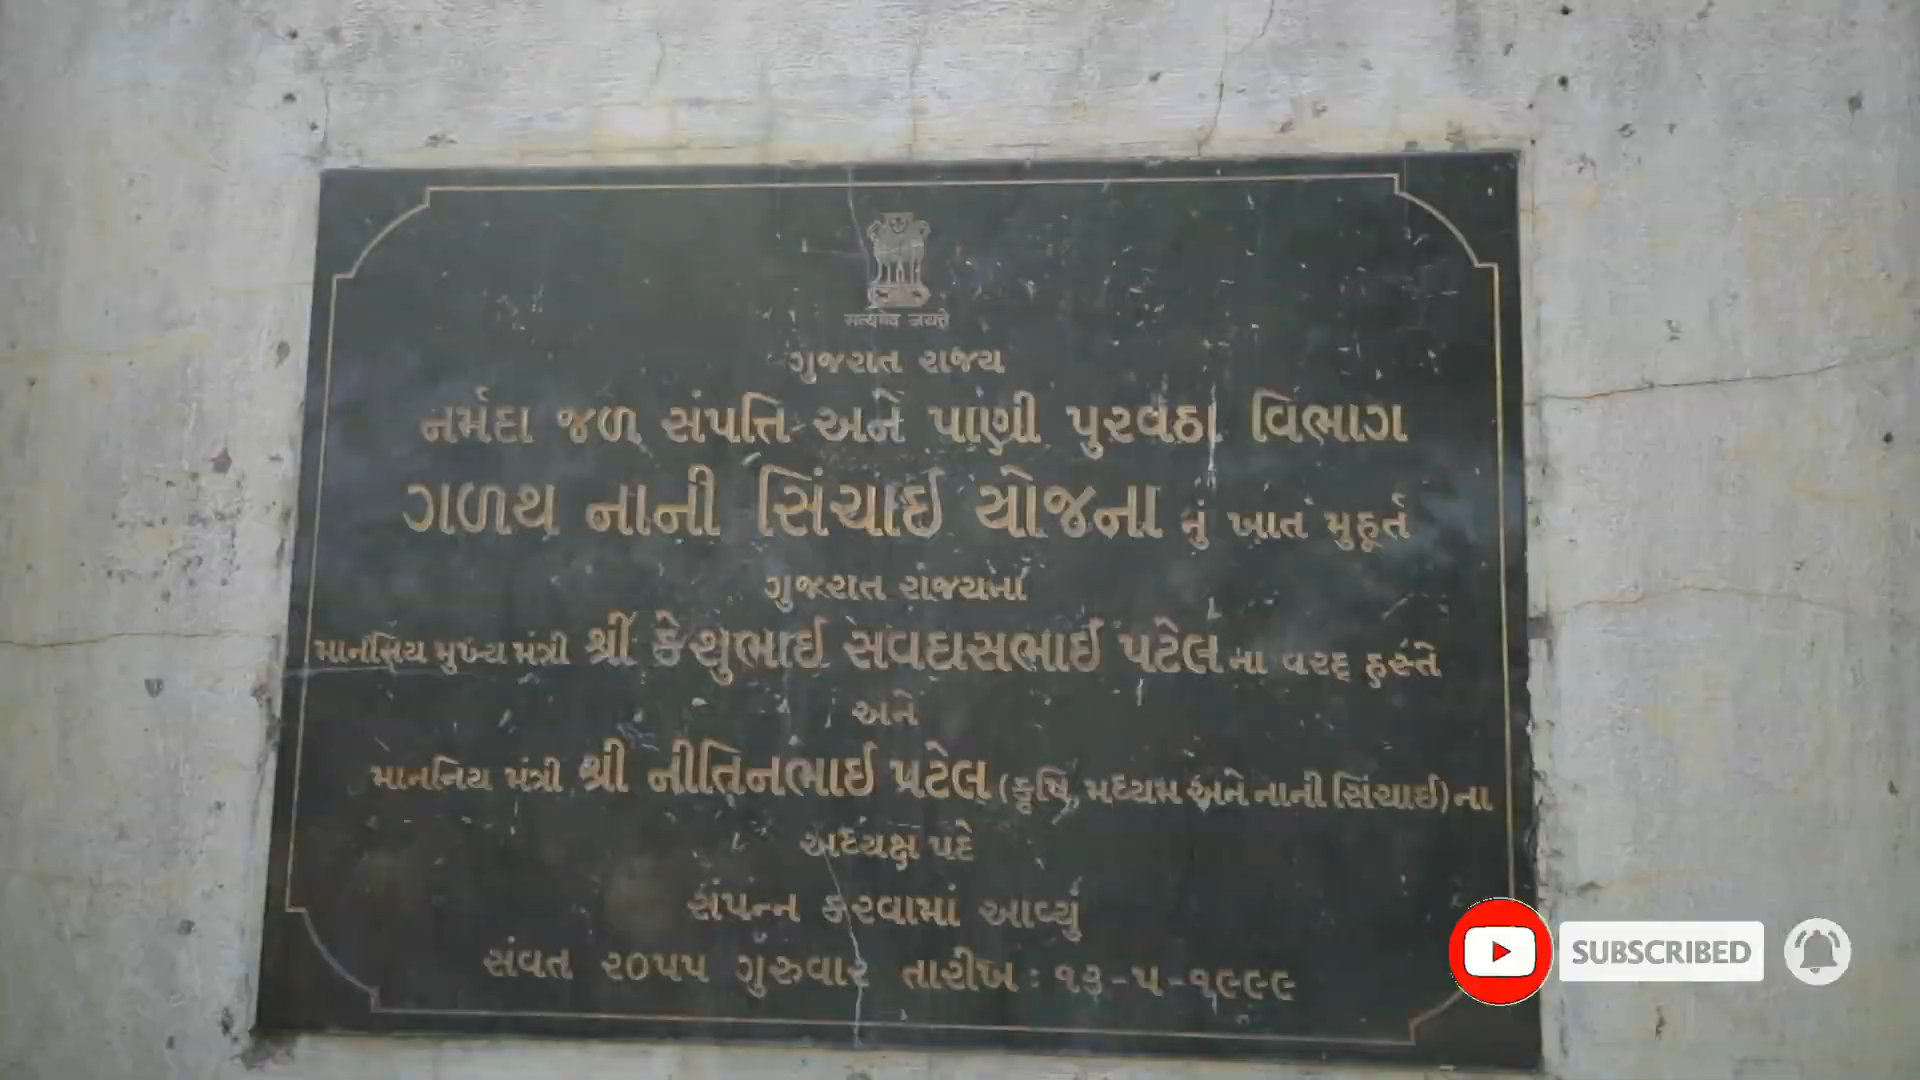 सत्यमेव जयते
ગુજરાત રાજ્ય
નર્મદા જળ સંપત્તિ અને પાણી પુરવઠા વિભાગ
ગળથ નાની સિંચાઈ યોજના નું ખાત મુહૂર્ત
ગુજરાત રાજ્યના
માનનિય મુખ્ય મંત્રી શ્રી કેશુભાઈ સવદાસભાઈ પટેલ ના વરદ્ હસ્તે
અને
માનનિય મંત્રી શ્રી નીતિનભાઈ પટેલ (કૃષિ, મધ્યમ અને નાની સિંચાઈ) ના
અધ્યક્ષ પદે
સંપન્ન કરવામાં આવ્યું
સંવત ૨૦૫૫ ગુરુવાર તારીખ : ૧૩-૫-૧૯૯૯
SUBSCRIBED